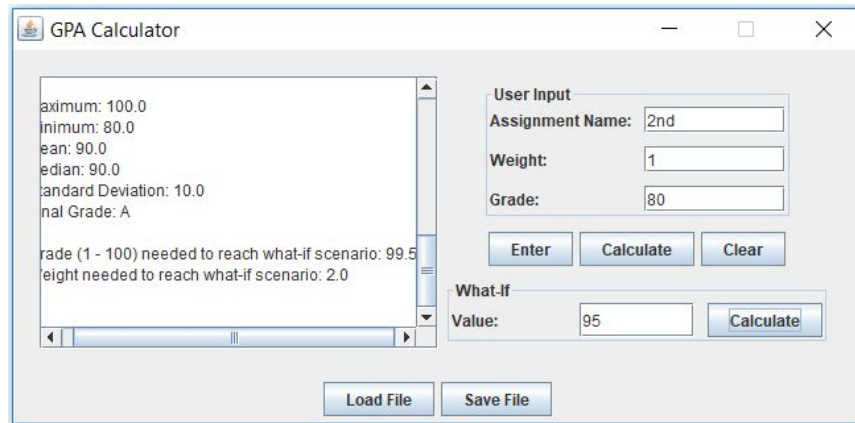 GPA Calculator
aximum: 100.0
inimum: 80.0
ean: 90.0
edian: 90.0
tandard Deviation: 10.0
nal Grade: A
rade (1 - 100) needed to reach what-if scenario: 99.5
eight needed to reach what-if scenario: 2.0
User Input
Assignment Name: 2nd
Weight: 1
Grade: 80
Enter Calculate Clear
What-If
Value: 95 Calculate
Load File Save File